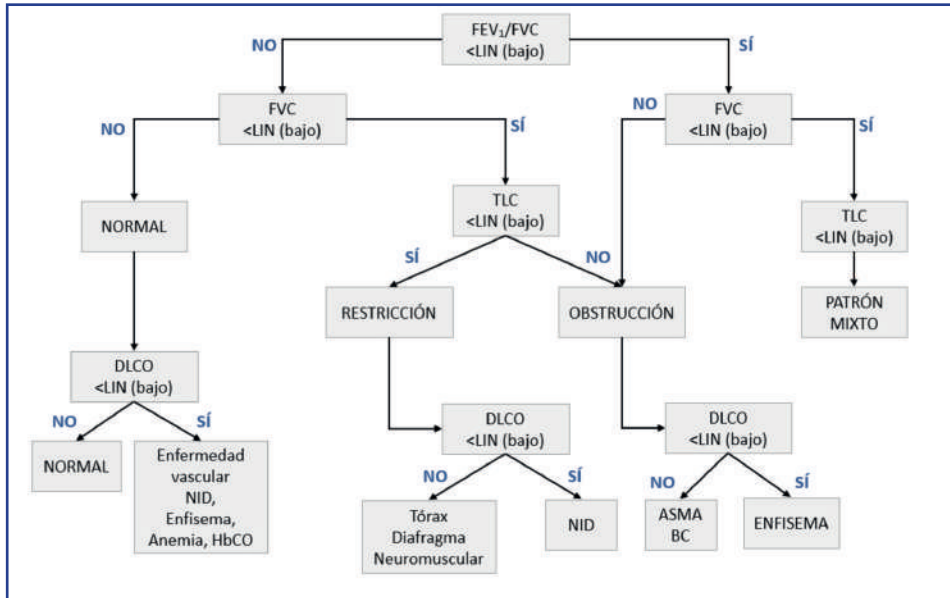 FEV₁/FVC
<LIN (bajo)
NO
SÍ
FVC
<LIN (bajo)
FVC
<LIN (bajo)
NO
SÍ
NO
SÍ
NORMAL
TLC
<LIN (bajo)
TLC
<LIN (bajo)
SÍ
NO
RESTRICCIÓN
OBSTRUCCIÓN
PATRÓN
MIXTO
DLCO
<LIN (bajo)
NO
SÍ
NORMAL
Enfermedad
vascular
NID,
Enfisema,
Anemia, HbCO
DLCO
<LIN (bajo)
NO
SÍ
Tórax
Diafragma
Neuromuscular
NID
DLCO
<LIN (bajo)
NO
SÍ
ASMA
BC
ENFISEMA